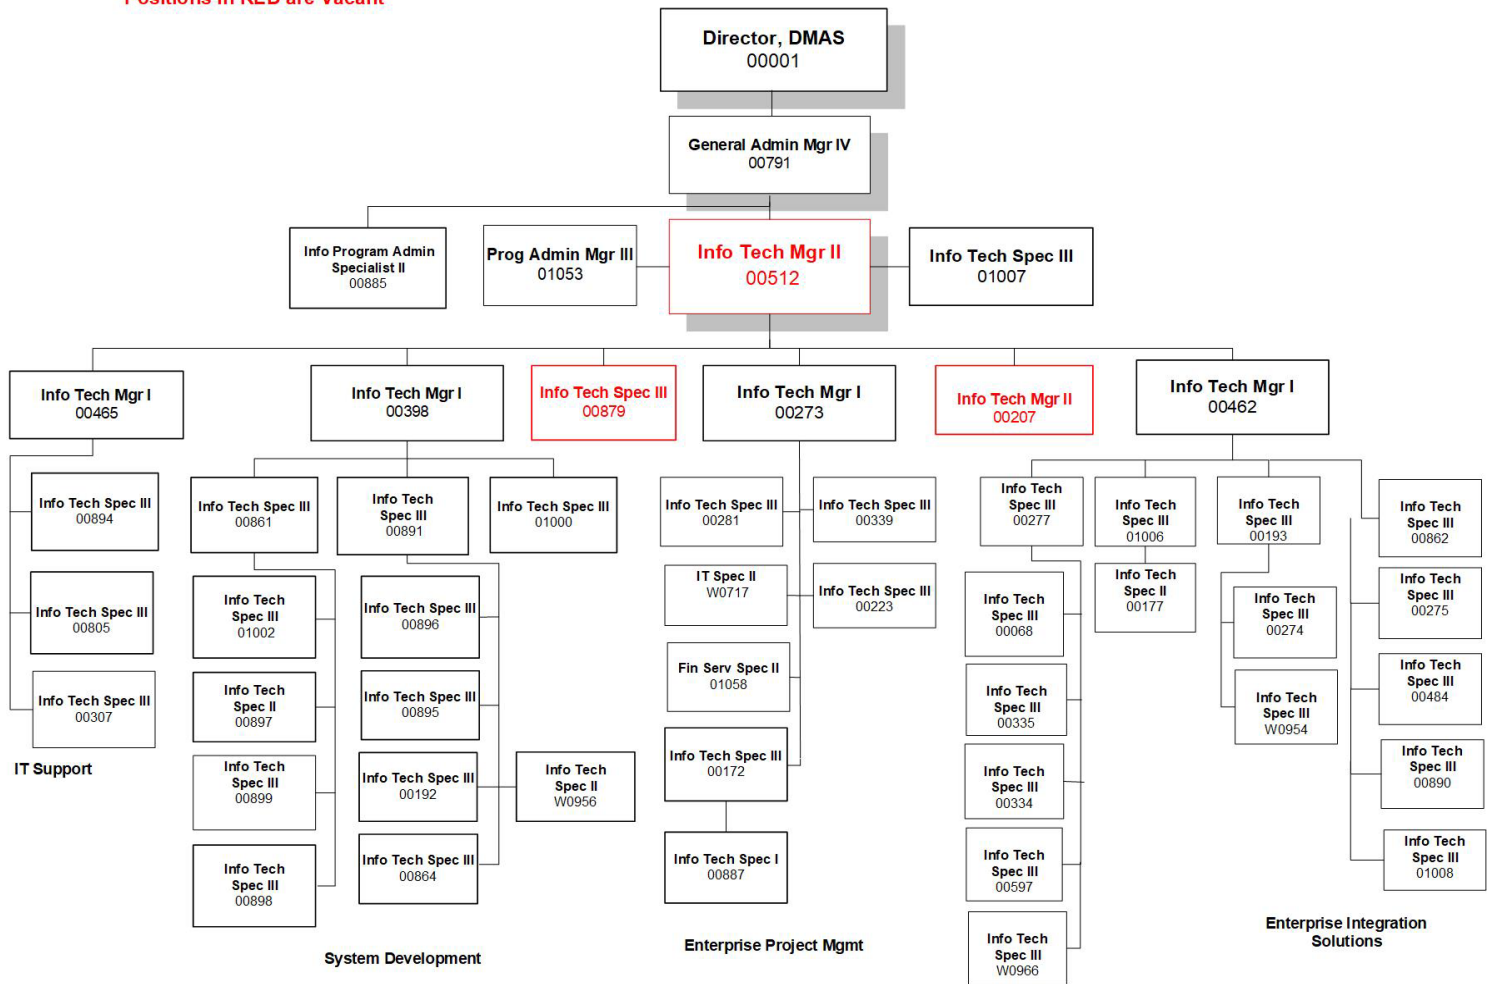 Positions in RED are Vacant
Director, DMAS
00001
General Admin Mgr IV
00791
Info Program Admin
Specialist II
00885
Prog Admin Mgr III
01053
Info Tech Mgr II
00512
Info Tech Spec III
01007
Info Tech Mgr I
00465
Info Tech Mgr I
00398
Info Tech Spec III
00879
Info Tech Mgr I
00273
Info Tech Mgr II
00207
Info Tech Mgr I
00462
Info Tech Spec III
00894
Info Tech Spec III
00805
Info Tech Spec III
00307
IT Support
Info Tech Spec III
00861
Info Tech
Spec III
00891
Info Tech Spec III
01000
Info Tech
Spec III
01002
Info Tech
Spec II
00897
Info Tech
Spec III
00899
Info Tech
Spec III
00898
Info Tech Spec III
00896
Info Tech Spec III
00895
Info Tech Spec III
00192
Info Tech Spec III
00864
Info Tech
Spec II
W0956
System Development
Info Tech Spec III
00281
Info Tech Spec III
00339
IT Spec II
W0717
Info Tech Spec III
00223
Fin Serv Spec II
01058
Info Tech Spec III
00172
Info Tech Spec I
00887
Enterprise Project Mgmt
Info Tech
Spec III
00277
Info Tech
Spec III
01006
Info Tech
Spec III
00193
Info Tech
Spec III
00862
Info Tech
Spec III
00068
Info Tech
Spec III
00335
Info Tech
Spec III
00334
Info Tech
Spec III
00597
Info Tech
Spec III
W0966
Info Tech
Spec II
00177
Info Tech
Spec III
00274
Info Tech
Spec III
W0954
Info Tech
Spec III
00275
Info Tech
Spec III
00484
Info Tech
Spec III
00890
Info Tech
Spec III
01008
Enterprise Integration
Solutions